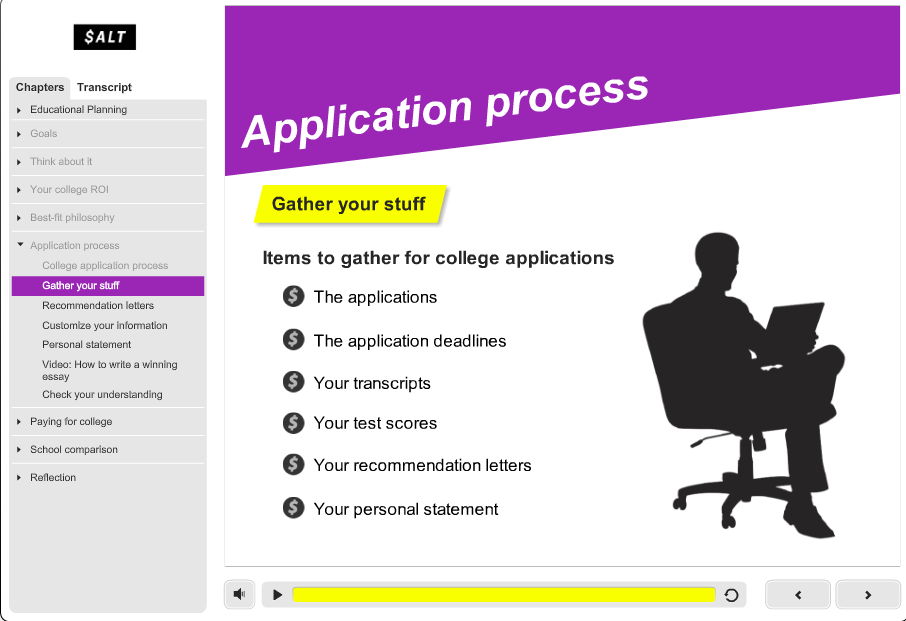 $ALT
Chapters Transcript
Educational Planning
Goals
Think about it
Your college ROI
Best-fit philosophy
Application process
College application process
Gather your stuff
Recommendation letters
Customize your information
Personal statement
Video: How to write a winning
essay
Check your understanding
Paying for college
School comparison
Reflection
Application process
Gather your stuff
Items to gather for college applications
$ The applications
$ The application deadlines
$ Your transcripts
$ Your test scores
$ Your recommendation letters
$ Your personal statement